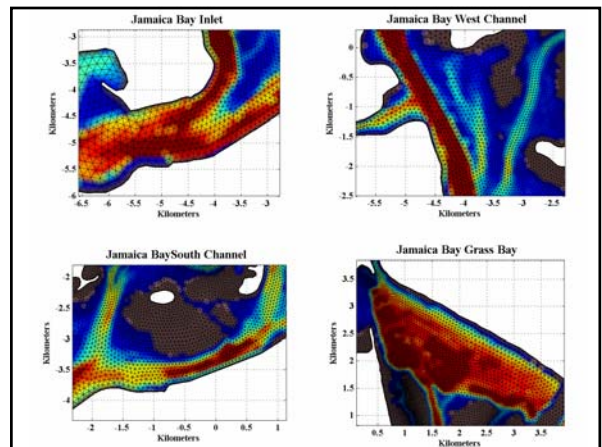 Jamaica Bay Inlet
Kilometers
-3
-3.5
-4
-4.5
-5
-5.5
-6
-6.5 -6 -5.5 -5 -4.5 -4 -3.5 -3
Kilometers
Jamaica Bay West Channel
Kilometers
0
-0.5
-1
-1.5
-2
-2.5
-5.5 -5 -4.5 -4 -3.5 -3 -2.5
Kilometers
Jamaica BaySouth Channel
Kilometers
-2
-2.5
-3
-3.5
-4
-2 -1.5 -1 -0.5 0 0.5 1
Kilometers
Jamaica Bay Grass Bay
Kilometers
3.5
3
2.5
2
1.5
1
0.5 1 1.5 2 2.5 3 3.5
Kilometers